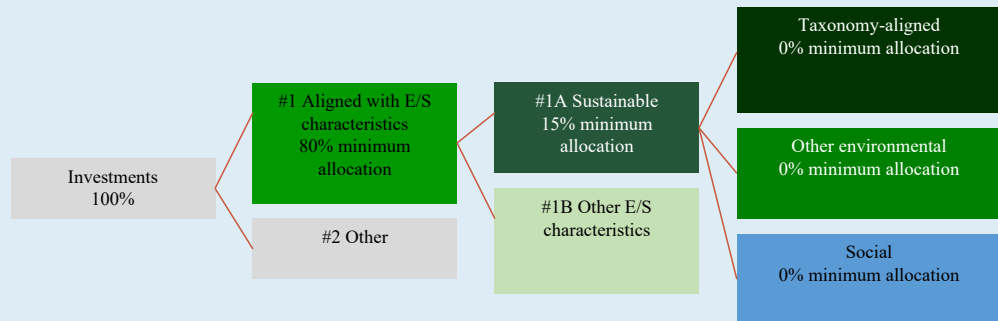 Investments
100%
#1 Aligned with E/S
characteristics
80% minimum
allocation
#2 Other
#1A Sustainable
15% minimum
allocation
#1B Other E/S
characteristics
Taxonomy-aligned
0% minimum allocation
Other environmental
0% minimum allocation
Social
0% minimum allocation